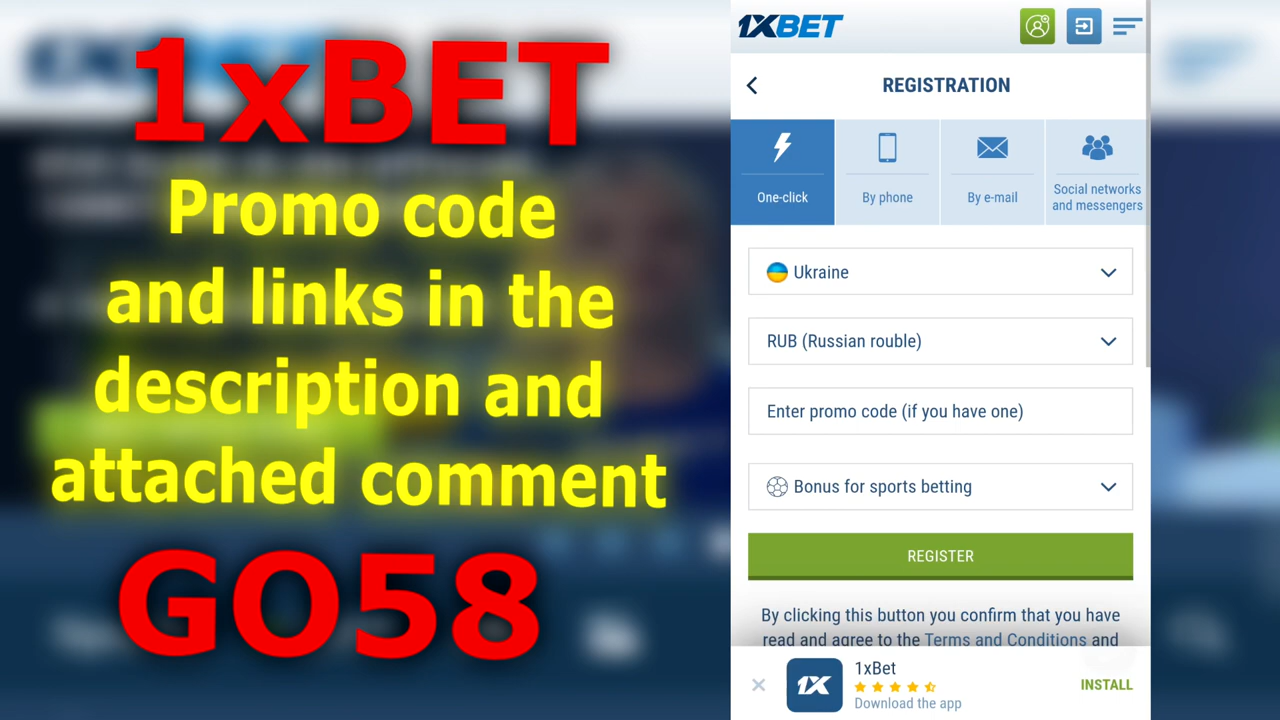 1xBET
Promo code
and links in the
description and
attached comment
GO58
1XBET
REGISTRATION
One-click
By phone
By e-mail
Social networks
and messengers
Ukraine
RUB (Russian rouble)
Enter promo code (if you have one)
Bonus for sports betting
REGISTER
By clicking this button you confirm that you have
read and agree to the Terms and Conditions and
1X
1xBet
Download the app
INSTALL